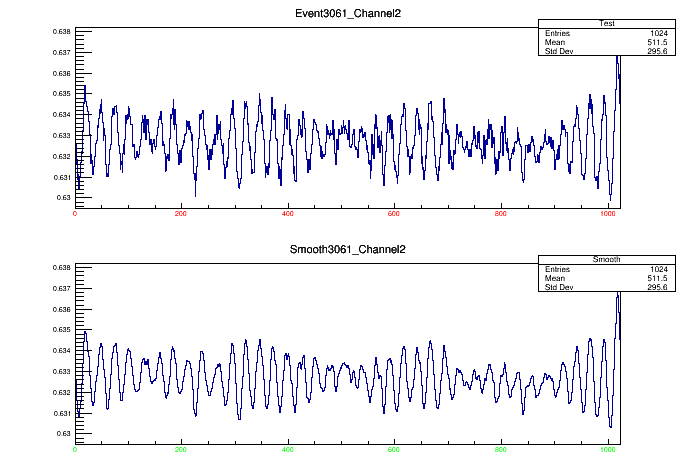 Event3061_Channel2
Test
Entries 1024
Mean 511.5
Std Dev 295.6
0.638
0.637
0.636
0.635
0.634
0.633
0.632
0.631
0.63
0 200 400 600 800 1000
Smooth3061_Channel2
Smooth
Entries 1024
Mean 511.5
Std Dev 295.6
0.638
0.637
0.636
0.635
0.634
0.633
0.632
0.631
0.63
0 200 400 600 800 1000